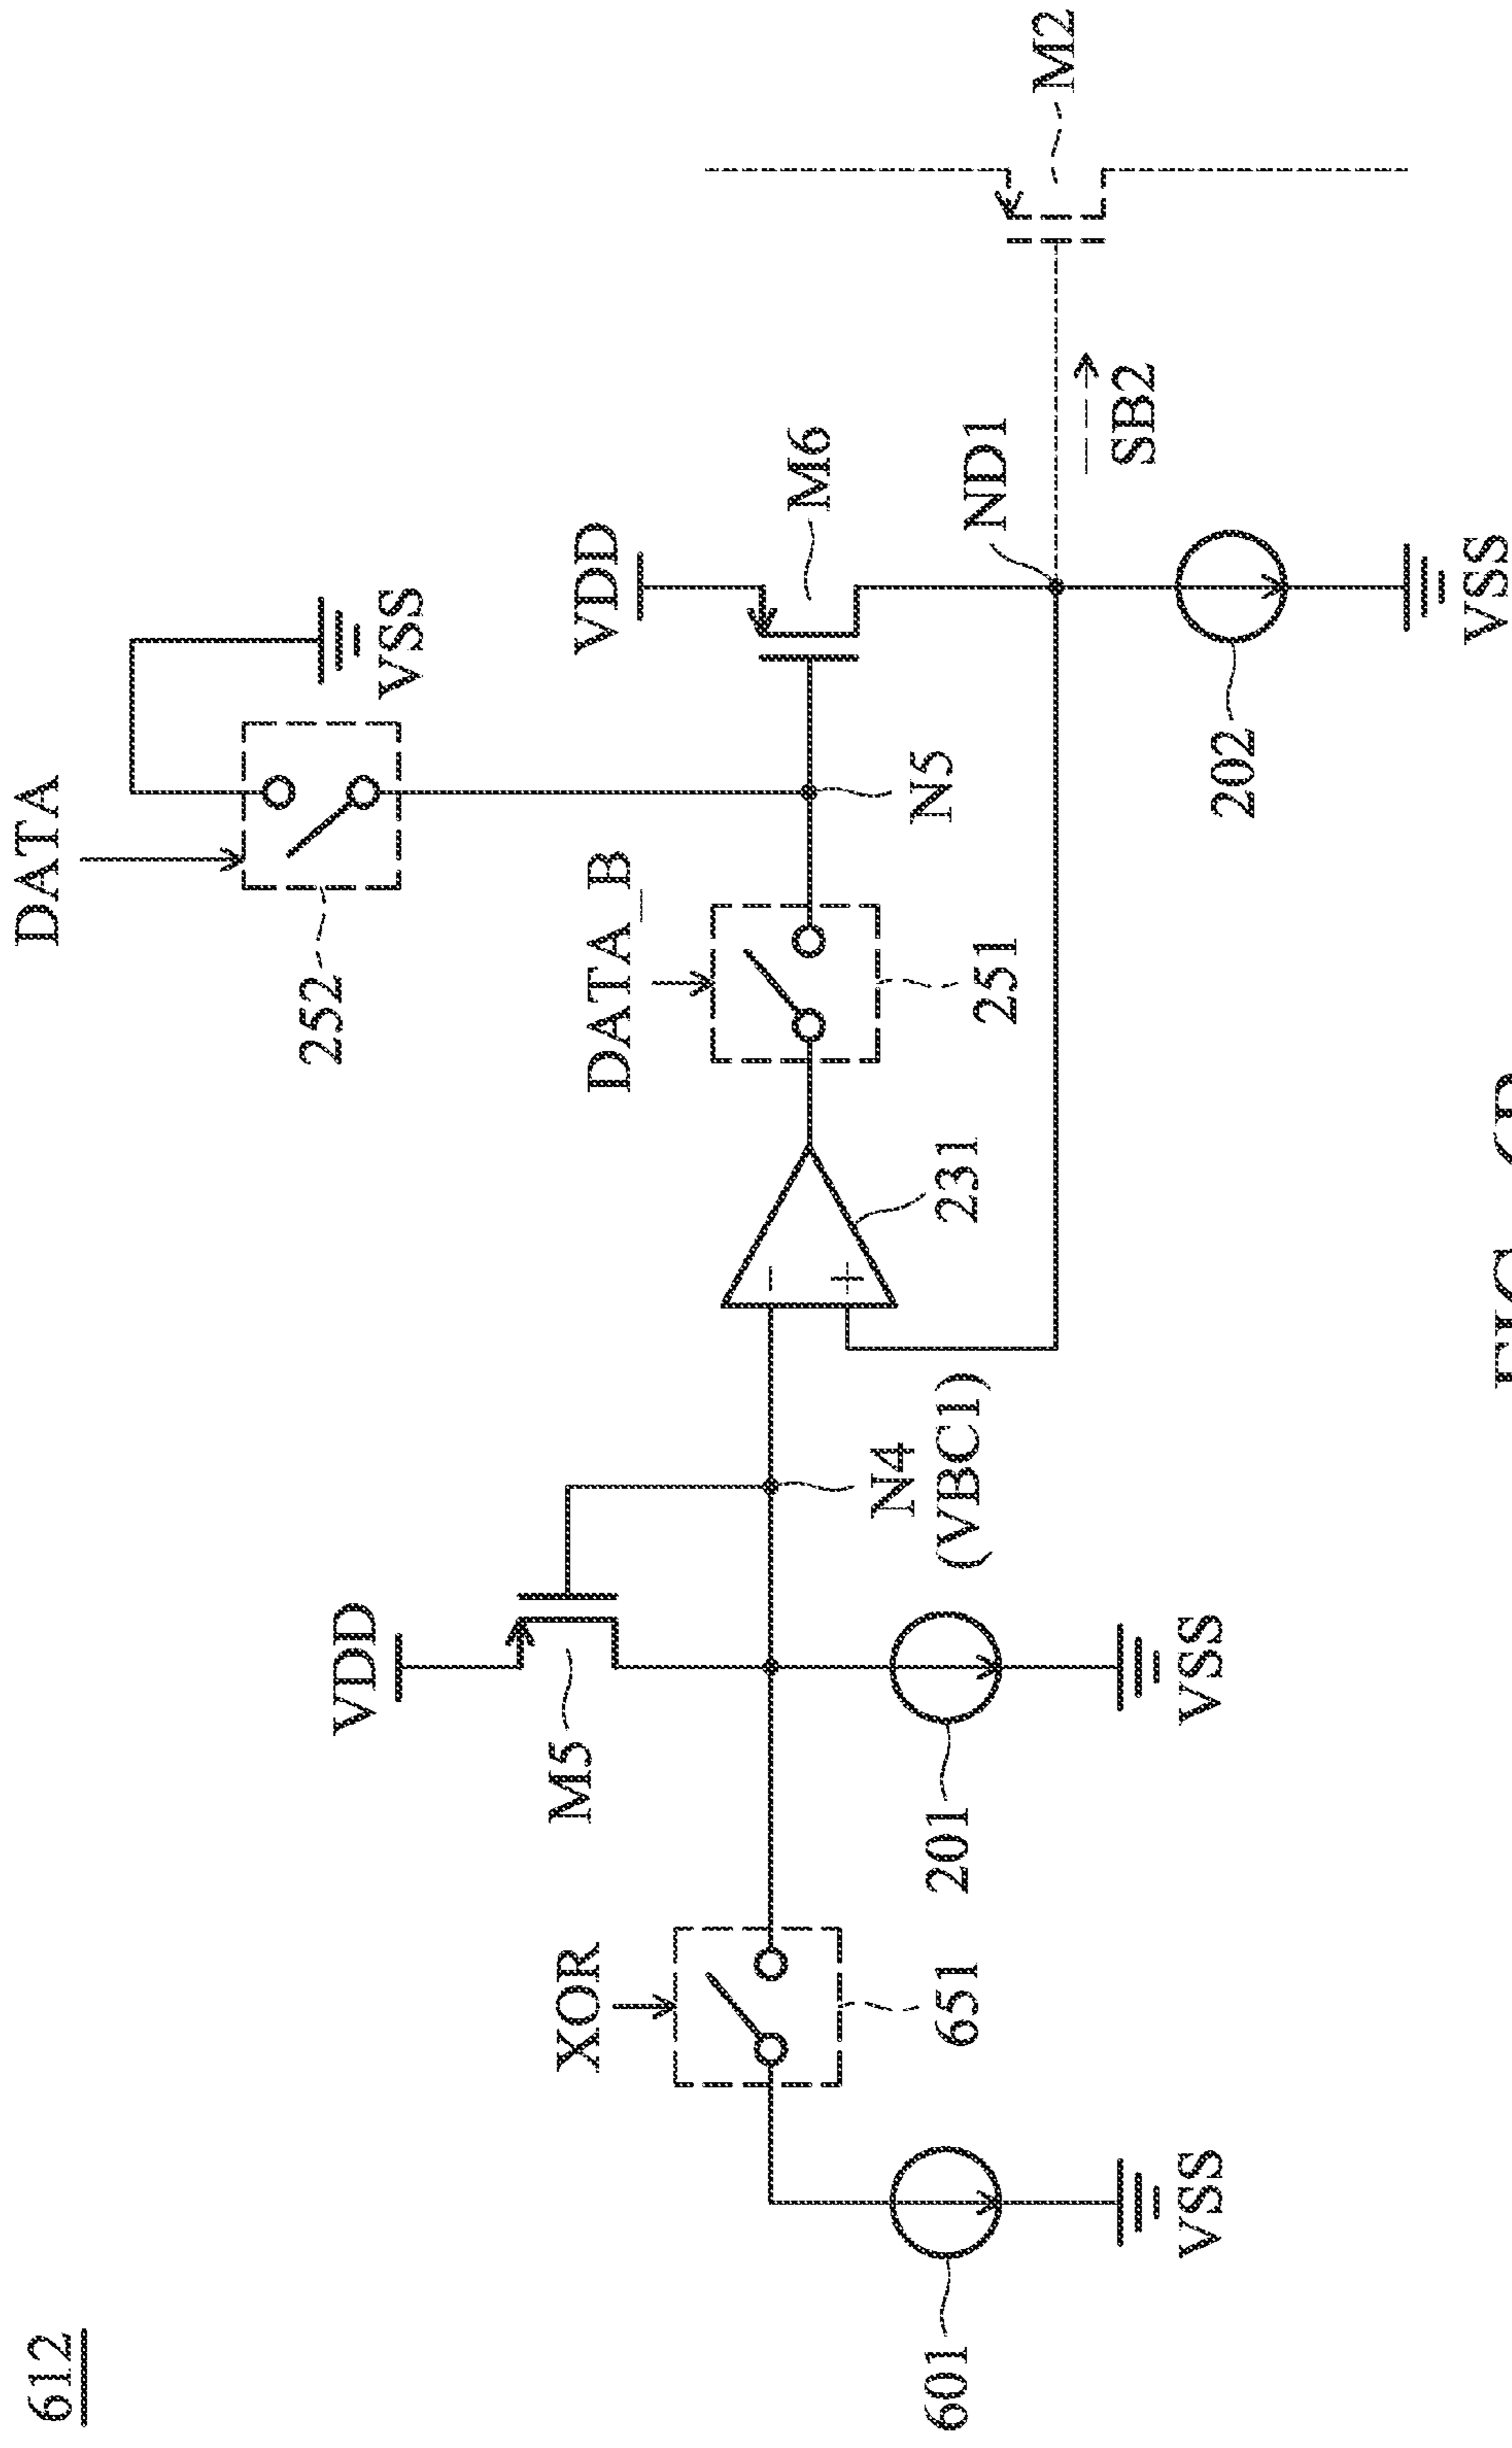 612
DATA
252
VSS
DATA_B
VDD
M6
M2
VDD
M5
XOR
651
N4
(VBC1)
231
251
N5
ND1
SB2
601
VSS
201
VSS
202
VSS